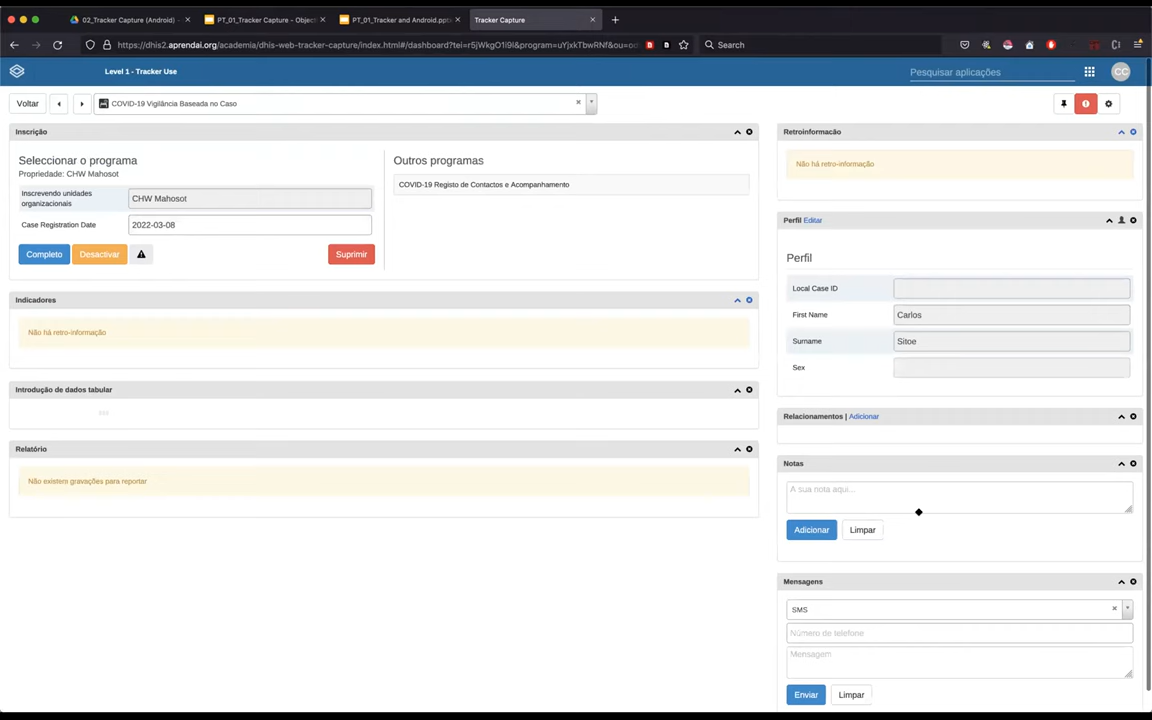 02_Tracker Capture (Android) -
PT_01_Tracker Capture - Object
PT_01_Tracker and Android.ppt
Tracker Capture
https://dhis2.aprendai.org/academia/dhis-web-tracker-capture/index.html#/dashboard?tei=r5jWkgO1i9l&program=uYjxkTbwRNf&ou=
Search
Level 1 - Tracker Use
Pesquisar aplicações
CC
Voltar
COVID-19 Vigilância Baseada no Caso
Inscrição
Seleccionar o programa
Propriedade: CHW Mahosot
Inscrevendo unidades
organizacionais
CHW Mahosot
Case Registration Date
2022-03-08
Completo
Desactivar
Suprimir
Outros programas
COVID-19 Registo de Contactos e Acompanhamento
Indicadores
Não há retro-informação
Introdução de dados tabular
Relatório
Não existem gravações para reportar
Retroinformacão
Não há retro-informação
Perfil Editar
Perfil
Local Case ID
First Name
Carlos
Surname
Sitoe
Sex
Relacionamentos | Adicionar
Notas
A sua nota aqui...
Adicionar
Limpar
Mensagens
SMS
Número de telefone
Mensagem
Enviar
Limpar